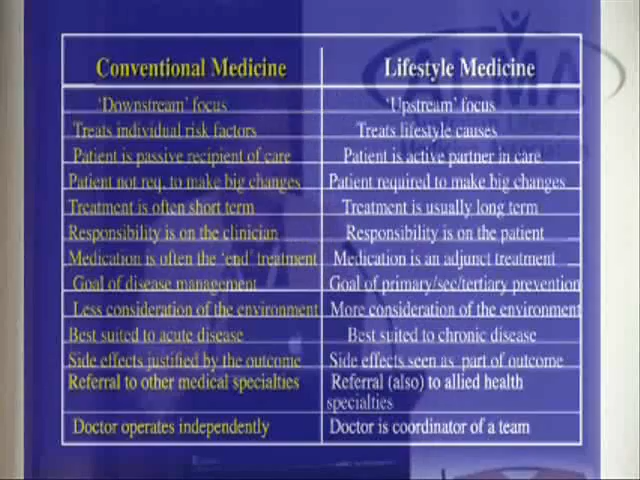 Conventional Medicine Lifestyle Medicine
‘Downstream’ focus ‘Upstream’ focus
Treats individual risk factors Treats lifestyle causes
Patient is passive recipient of care Patient is active partner in care
Patient not req. to make big changes Patient required to make big changes
Treatment is often short term Treatment is usually long term
Responsibility is on the clinician Responsibility is on the patient
Medication is often the ‘end’ treatment Medication is an adjunct treatment
Goal of disease management Goal of primary/sec/tertiary prevention
Less consideration of the environment More consideration of the environment
Best suited to acute disease Best suited to chronic disease
Side effects justified by the outcome Side effects seen as part of outcome
Referral to other medical specialties Referral (also) to allied health
specialties
Doctor operates independently Doctor is coordinator of a team